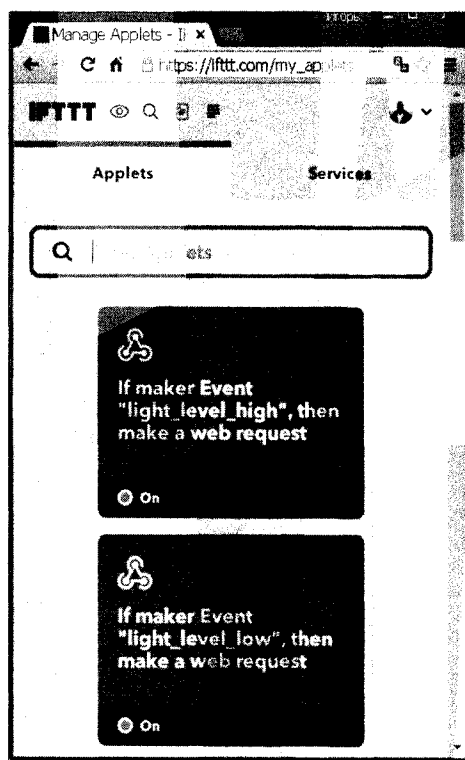 Manage Applets - I
https://ifttt.com/my_applets
IFTTT
Applets
Services
If maker Event
"light_level_high", then
make a web request
On
If maker Event
"light_level_low", then
make a web request
On